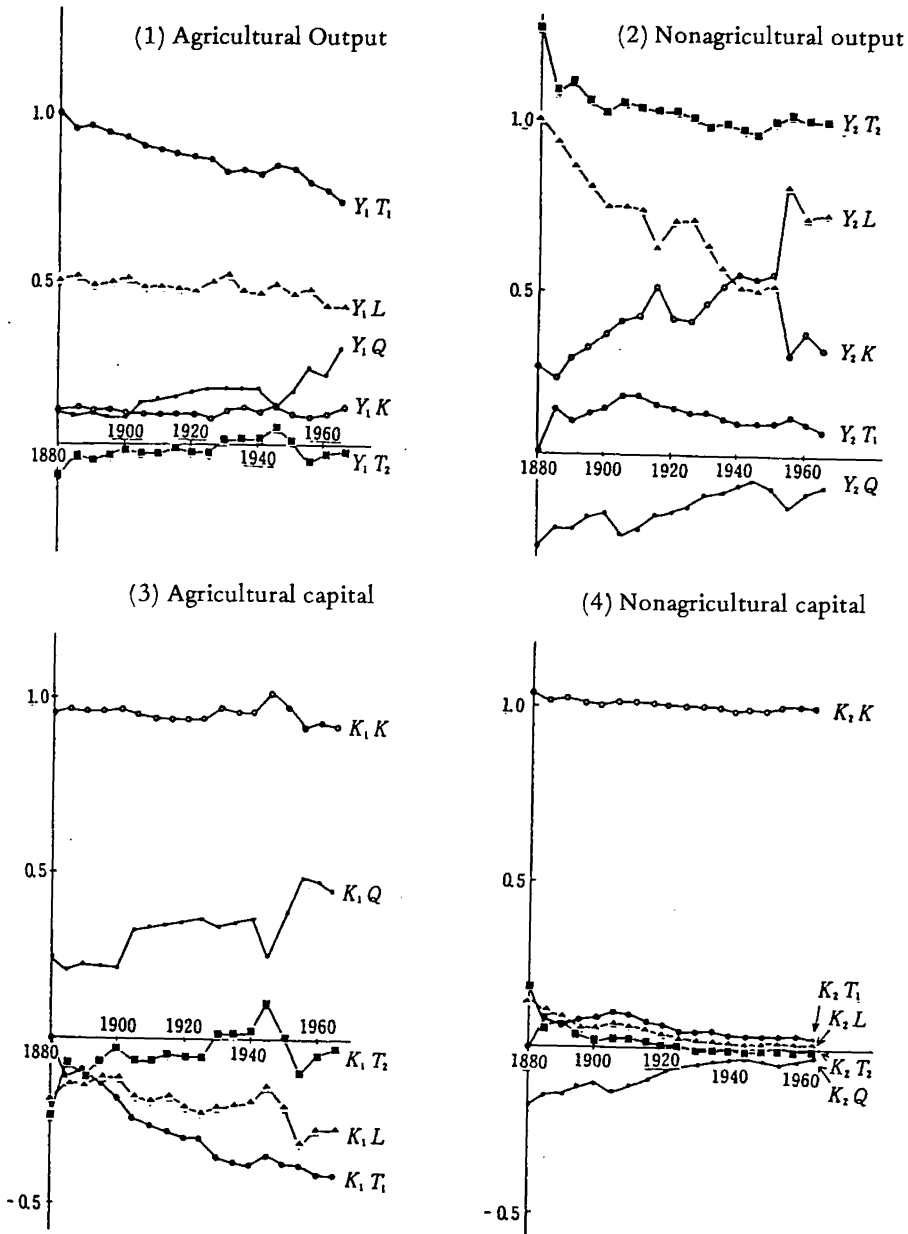 (1) Agricultural Output
1.0
0.5
1880
1900
1920
1940
1960
Y₁ T₁
Y₁ L
Y₁ Q
Y₁ K
Y₁ T₂
(2) Nonagricultural output
1.0
0.5
1880
1900
1920
1940
1960
Y₂ T₂
Y₂ L
Y₂ K
Y₂ T₁
Y₂ Q
(3) Agricultural capital
1.0
0.5
1880
1900
1920
1940
1960
-0.5
K₁ K
K₁ Q
K₁ T₂
K₁ L
K₁ T₁
(4) Nonagricultural capital
1.0
0.5
1880
1900
1920
1940
1960
-0.5
K₂ K
K₂ T₁
K₂ L
K₂ T₂
K₂ Q